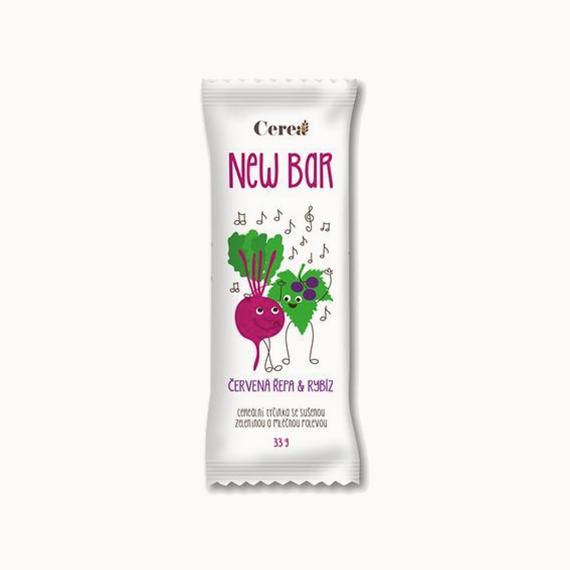 Cerea
New Bar
ČERVENÁ ŘEPA & RYBÍZ
cereální tyčinka se sušenou
zeleninou a mléčnou polevou
33 g